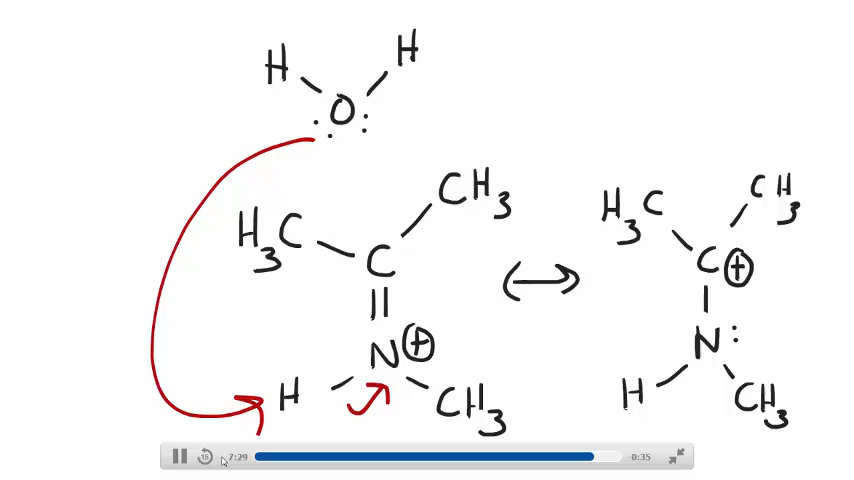 H H
:O:
CH3 CH3
H3C H3C
C C⊕
N⊕ N:
H CH3 H CH3
15 7:29 -0:35